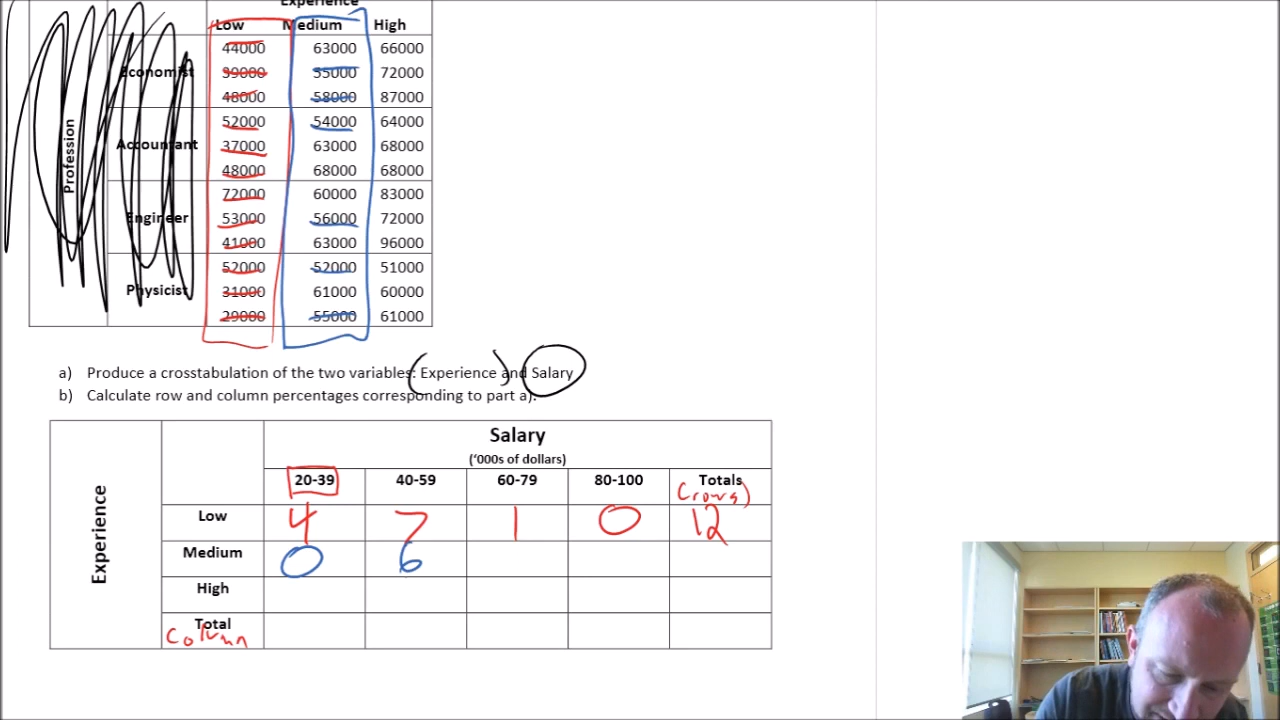 Experience
Low Medium High
44000 63000 66000
Economist 39000 55000 72000
48000 58000 87000
52000 54000 64000
Profession Accountant 37000 63000 68000
48000 68000 68000
72000 60000 83000
Engineer 53000 56000 72000
41000 63000 96000
52000 52000 51000
Physicist 31000 61000 60000
29000 55000 61000
a) Produce a crosstabulation of the two variables: Experience and Salary
b) Calculate row and column percentages corresponding to part a).
Salary
('000s of dollars)
20-39 40-59 60-79 80-100 Totals
(rows)
Experience
Low 4 7 1 0 12
Medium 0 6
High
Total
Column